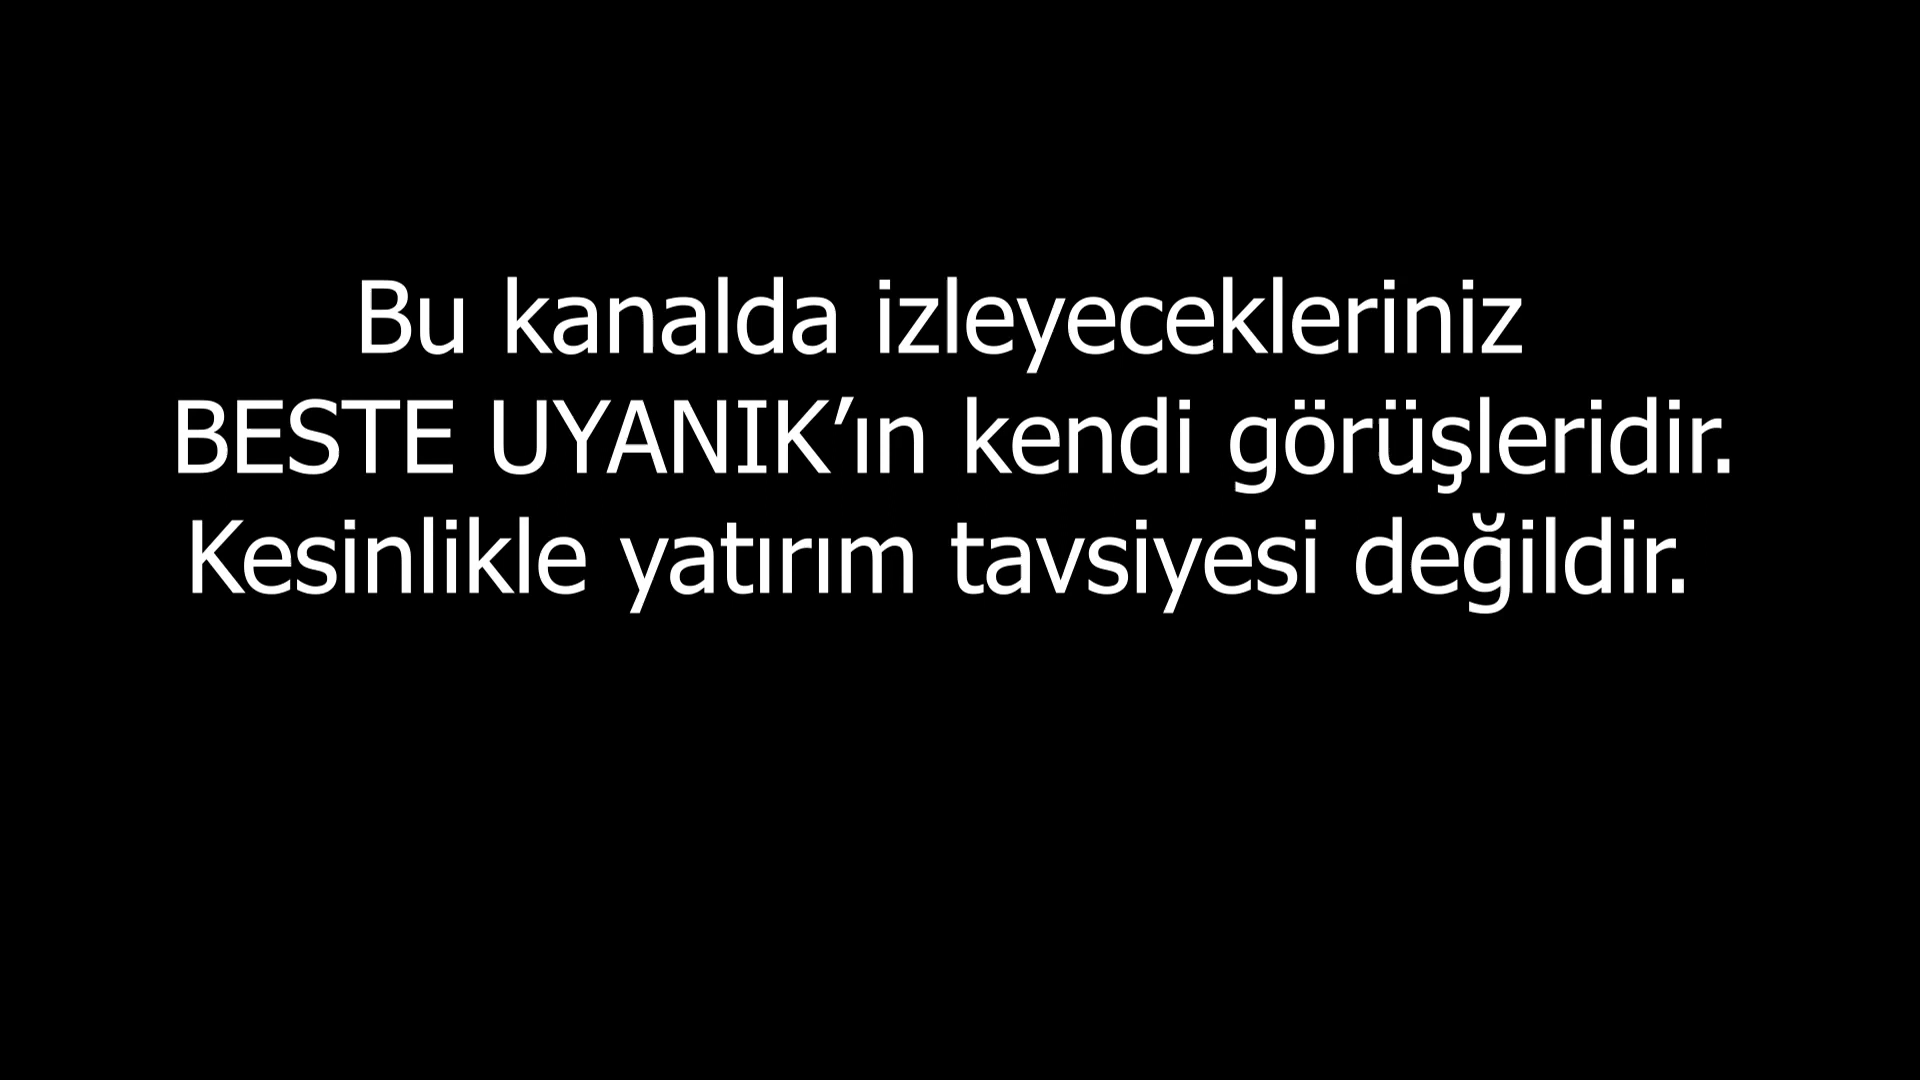 Bu kanalda izleyecekleriniz
BESTE UYANIK’ın kendi görüşleridir.
Kesinlikle yatırım tavsiyesi değildir.